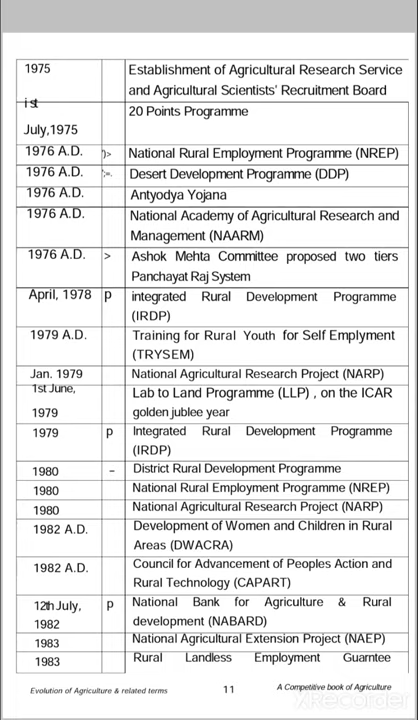 1975 Establishment of Agricultural Research Service
and Agricultural Scientists' Recruitment Board
ist 20 Points Programme
July,1975
1976 A.D. National Rural Employment Programme (NREP)
1976 A.D. Desert Development Programme (DDP)
1976 A.D. Antyodya Yojana
1976 A.D. National Academy of Agricultural Research and
Management (NAARM)
1976 A.D. > Ashok Mehta Committee proposed two tiers
Panchayat Raj System
April, 1978 p integrated Rural Development Programme
(IRDP)
1979 A.D. Training for Rural Youth for Self Emplyment
(TRYSEM)
Jan. 1979 National Agricultural Research Project (NARP)
1st June, Lab to Land Programme (LLP) , on the ICAR
1979 golden jublee year
1979 p Integrated Rural Development Programme
(IRDP)
1980 – District Rural Development Programme
1980 National Rural Employment Programme (NREP)
1980 National Agricultural Research Project (NARP)
1982 A.D. Development of Women and Children in Rural
Areas (DWACRA)
1982 A.D. Council for Advancement of Peoples Action and
Rural Technology (CAPART)
12th July, p National Bank for Agriculture & Rural
1982 development (NABARD)
1983 National Agricultural Extension Project (NAEP)
1983 Rural Landless Employment Guarntee
Evolution of Agriculture & related terms 11 A Competitive book of Agriculture
XRecorder